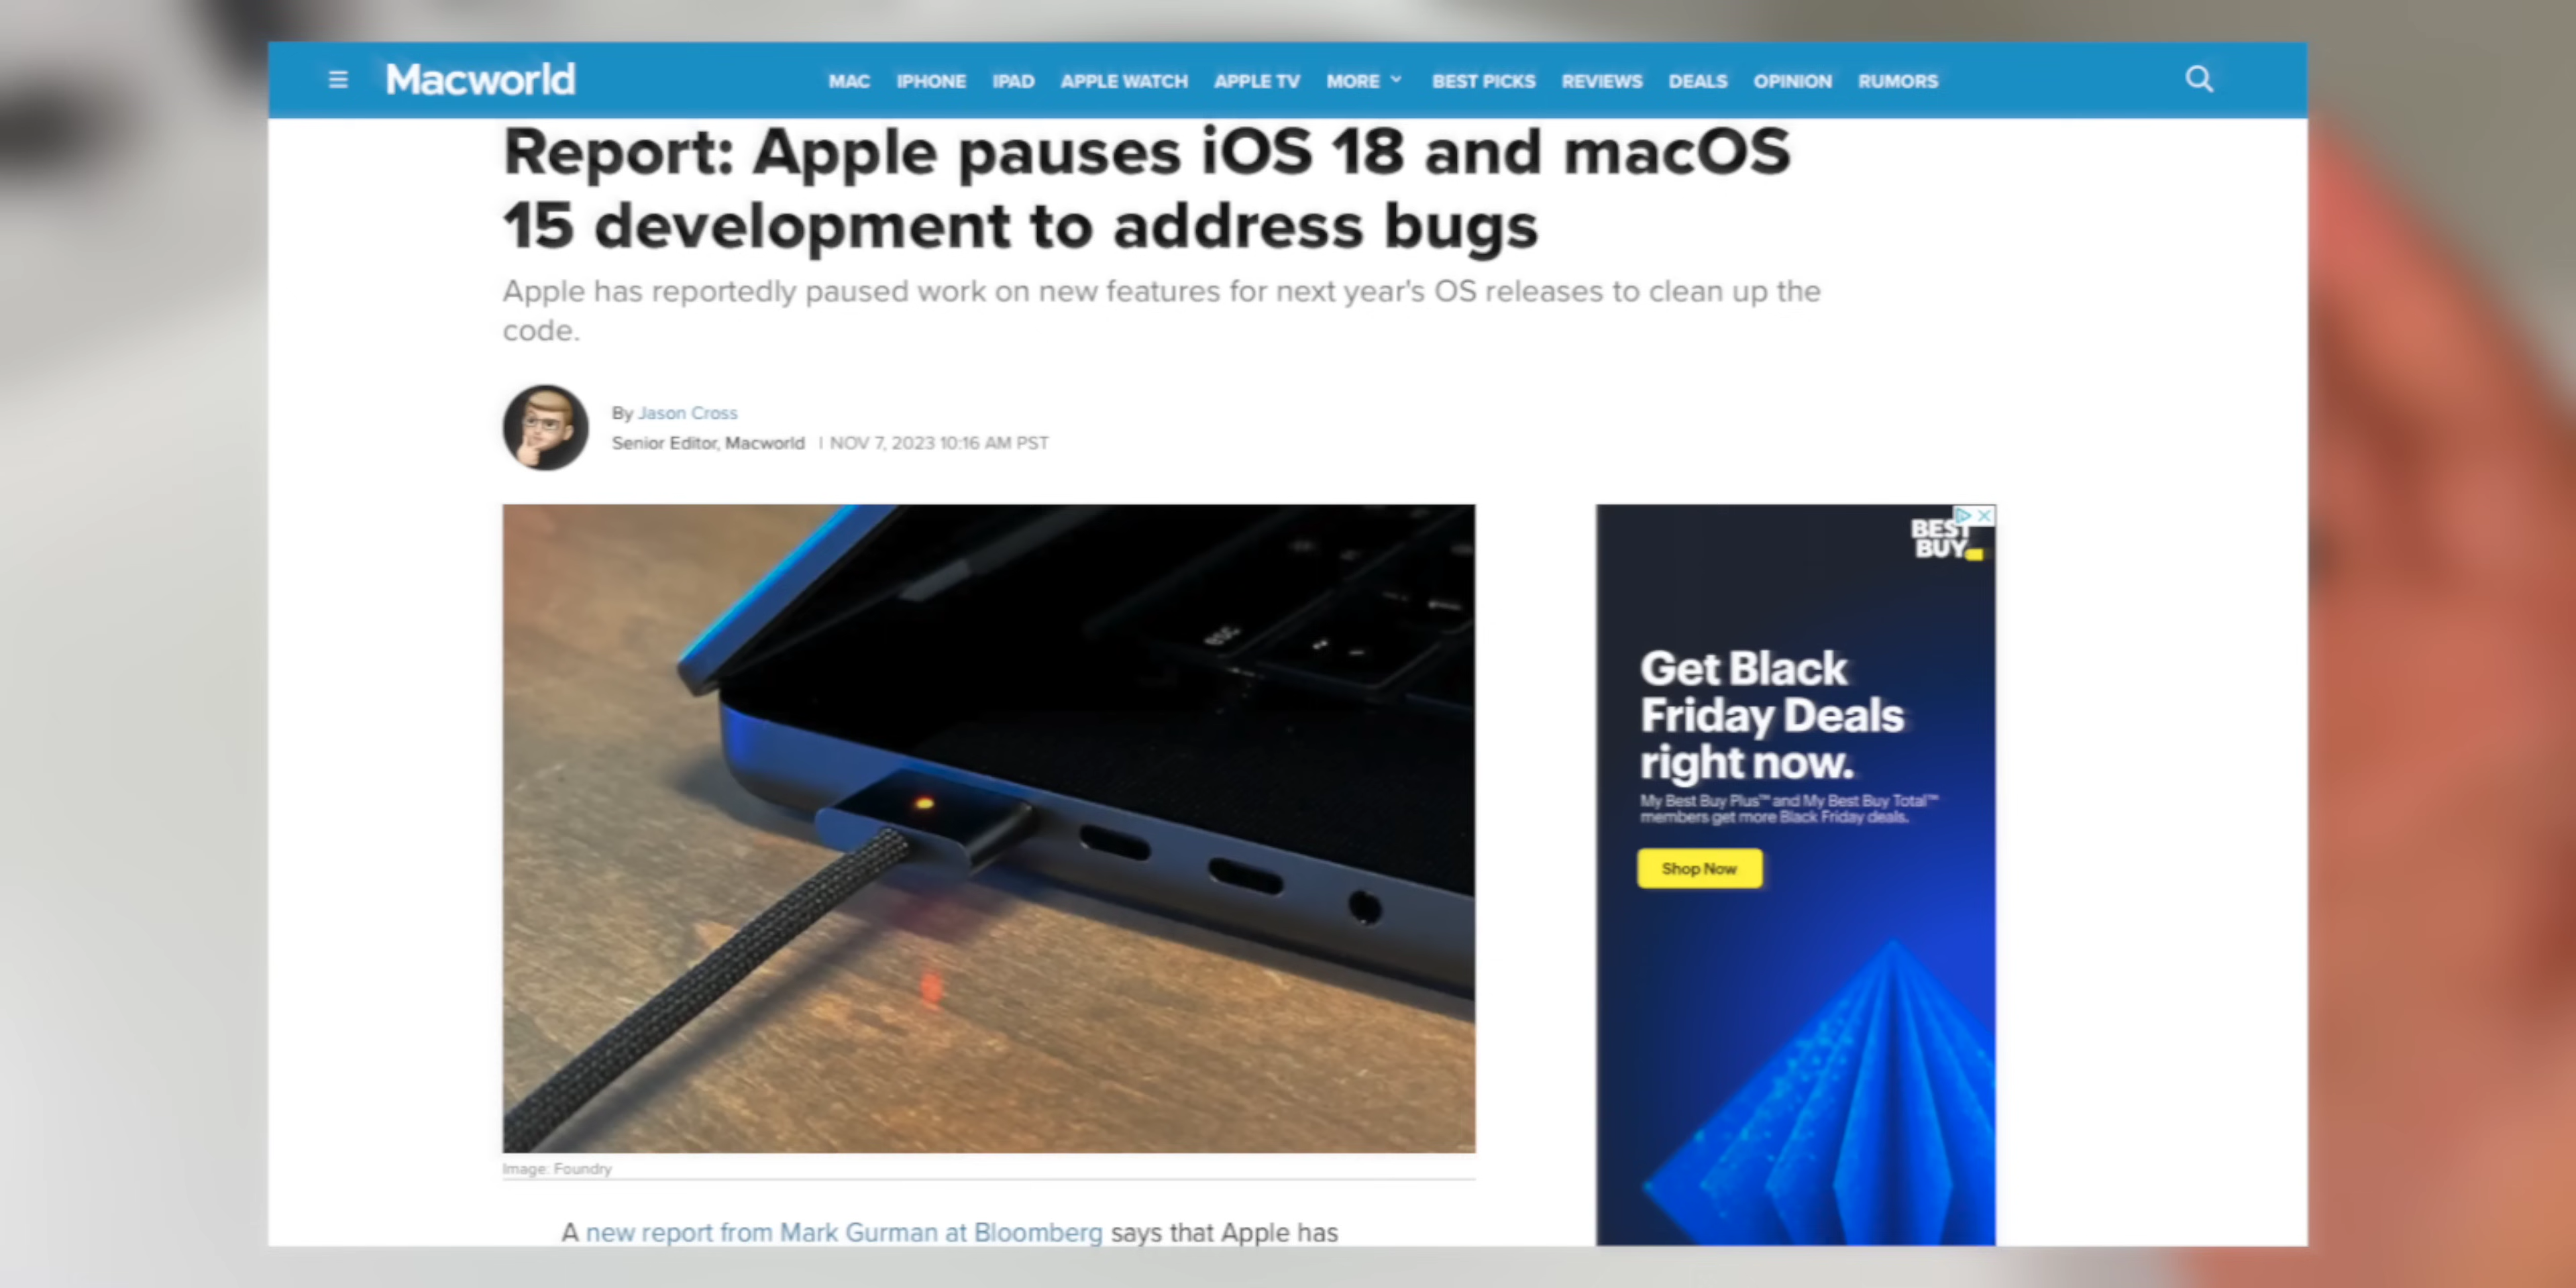 Macworld
MAC IPHONE IPAD APPLE WATCH APPLE TV MORE BEST PICKS REVIEWS DEALS OPINION RUMORS
Report: Apple pauses iOS 18 and macOS
15 development to address bugs
Apple has reportedly paused work on new features for next year's OS releases to clean up the
code.
By Jason Cross
Senior Editor, Macworld | NOV 7, 2023 10:16 AM PST
esc
BEST
BUY
Get Black
Friday Deals
right now.
My Best Buy Plus™ and My Best Buy Total™
members get more Black Friday deals.
Shop Now
Image: Foundry
A new report from Mark Gurman at Bloomberg says that Apple has